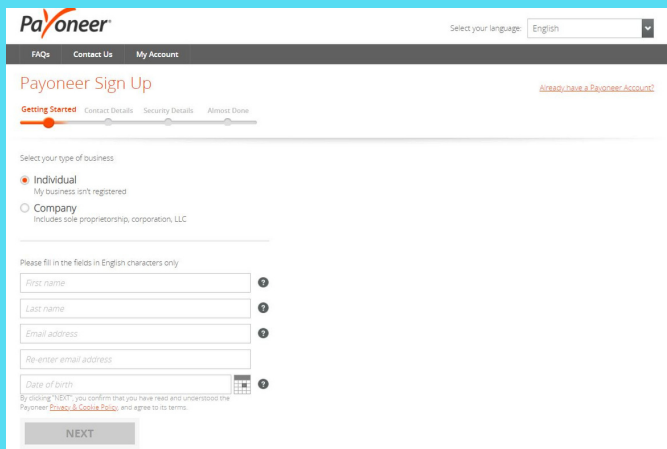 Payoneer
Select your language: English
FAQs Contact Us My Account
Payoneer Sign Up
Already have a Payoneer Account?
Getting Started Contact Details Security Details Almost Done
Select your type of business
Individual
My business isn't registered
Company
Includes sole proprietorship, corporation, LLC
Please fill in the fields in English characters only
First name ?
Last name ?
Email address ?
Re-enter email address
Date of birth ?
By clicking "NEXT", you confirm that you have read and understood the
Payoneer Privacy & Cookie Policy, and agree to its terms.
NEXT